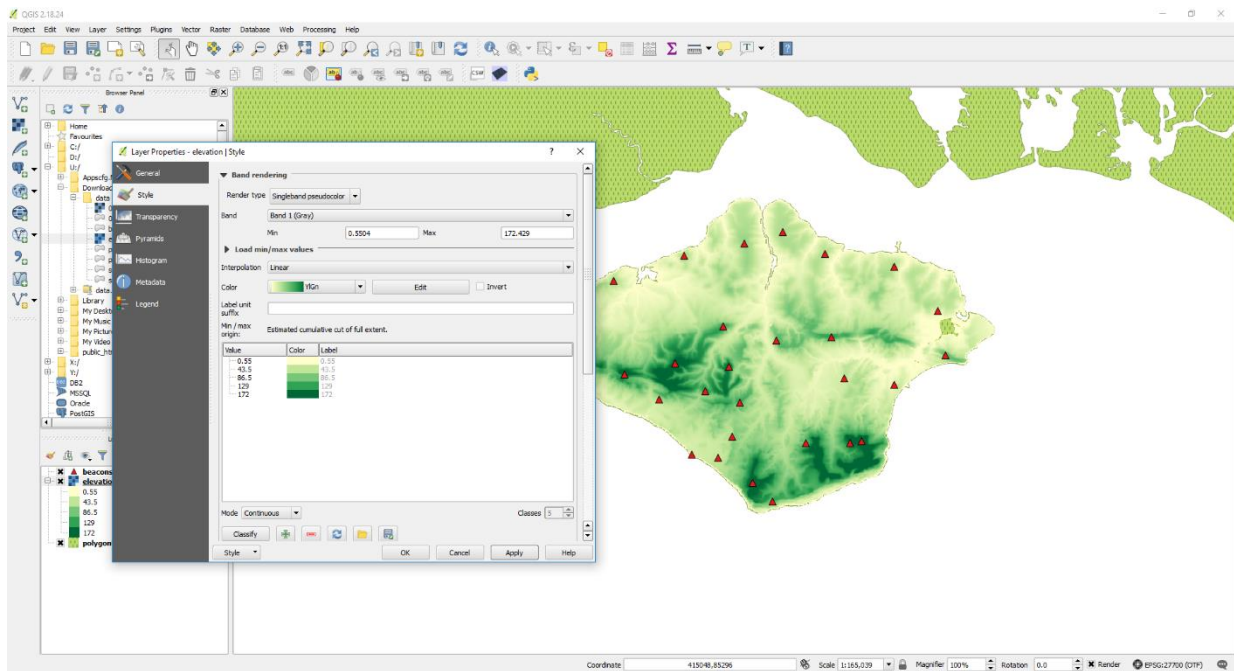 QGIS 2.18.24
Project Edit View Layer Settings Plugins Vector Raster Database Web Processing Help
CSW
Browser Panel
Home
Favourites
C:/
D:/
U:/
Appscfg.
Download
data
data.
Library
My Deskt
My Music
My Pictur
My Video
public_ht
X:/
Y:/
DB2
MSSQL
Oracle
PostGIS
beacons
elevatio
0.55
43.5
86.5
129
172
polygon
Layer Properties - elevation | Style
General
Style
Transparency
Pyramids
Histogram
Metadata
Legend
Band rendering
Render type Singleband pseudocolor
Band Band 1 (Gray)
Min 0.5504 Max 172.429
Load min/max values
Interpolation Linear
Color YlGn Edit Invert
Label unit
suffix
Min / max
origin: Estimated cumulative cut of full extent.
Value Color Label
0.55 0.55
43.5 43.5
86.5 86.5
129 129
172 172
Mode Continuous Classes 5
Classify
Style OK Cancel Apply Help
Coordinate 415048,85296 Scale 1:165,039 Magnifier 100% Rotation 0.0 Render EPSG:27700 (OTF)